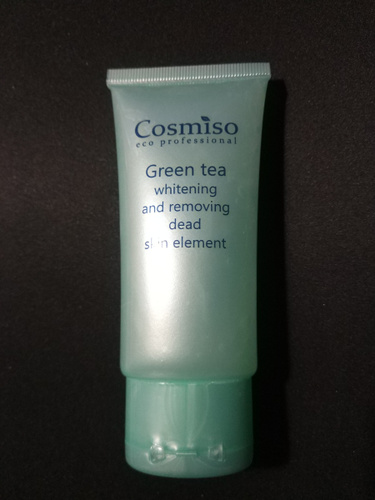 Cosmiso
eco professional
Green tea
whitening
and removing
dead
skin element